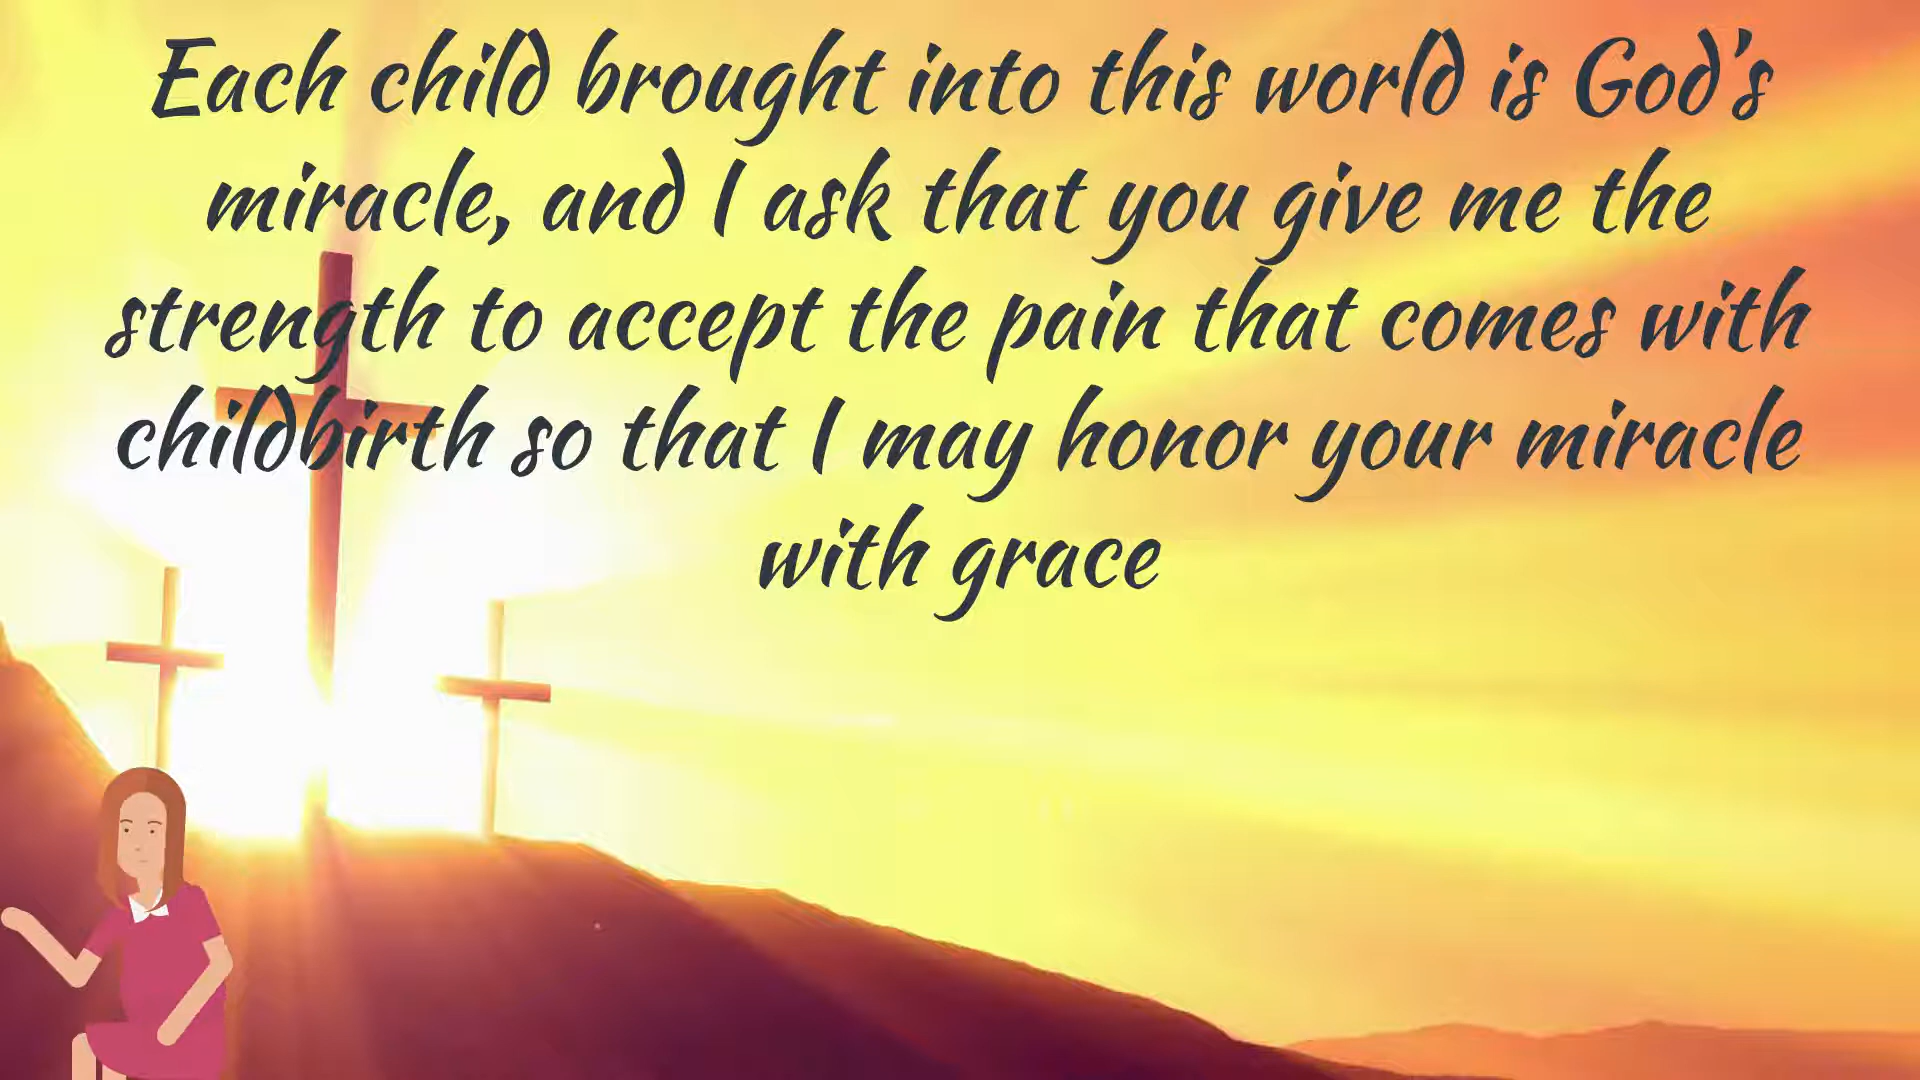 Each child brought into this world is God's
miracle, and I ask that you give me the
strength to accept the pain that comes with
childbirth so that I may honor your miracle
with grace